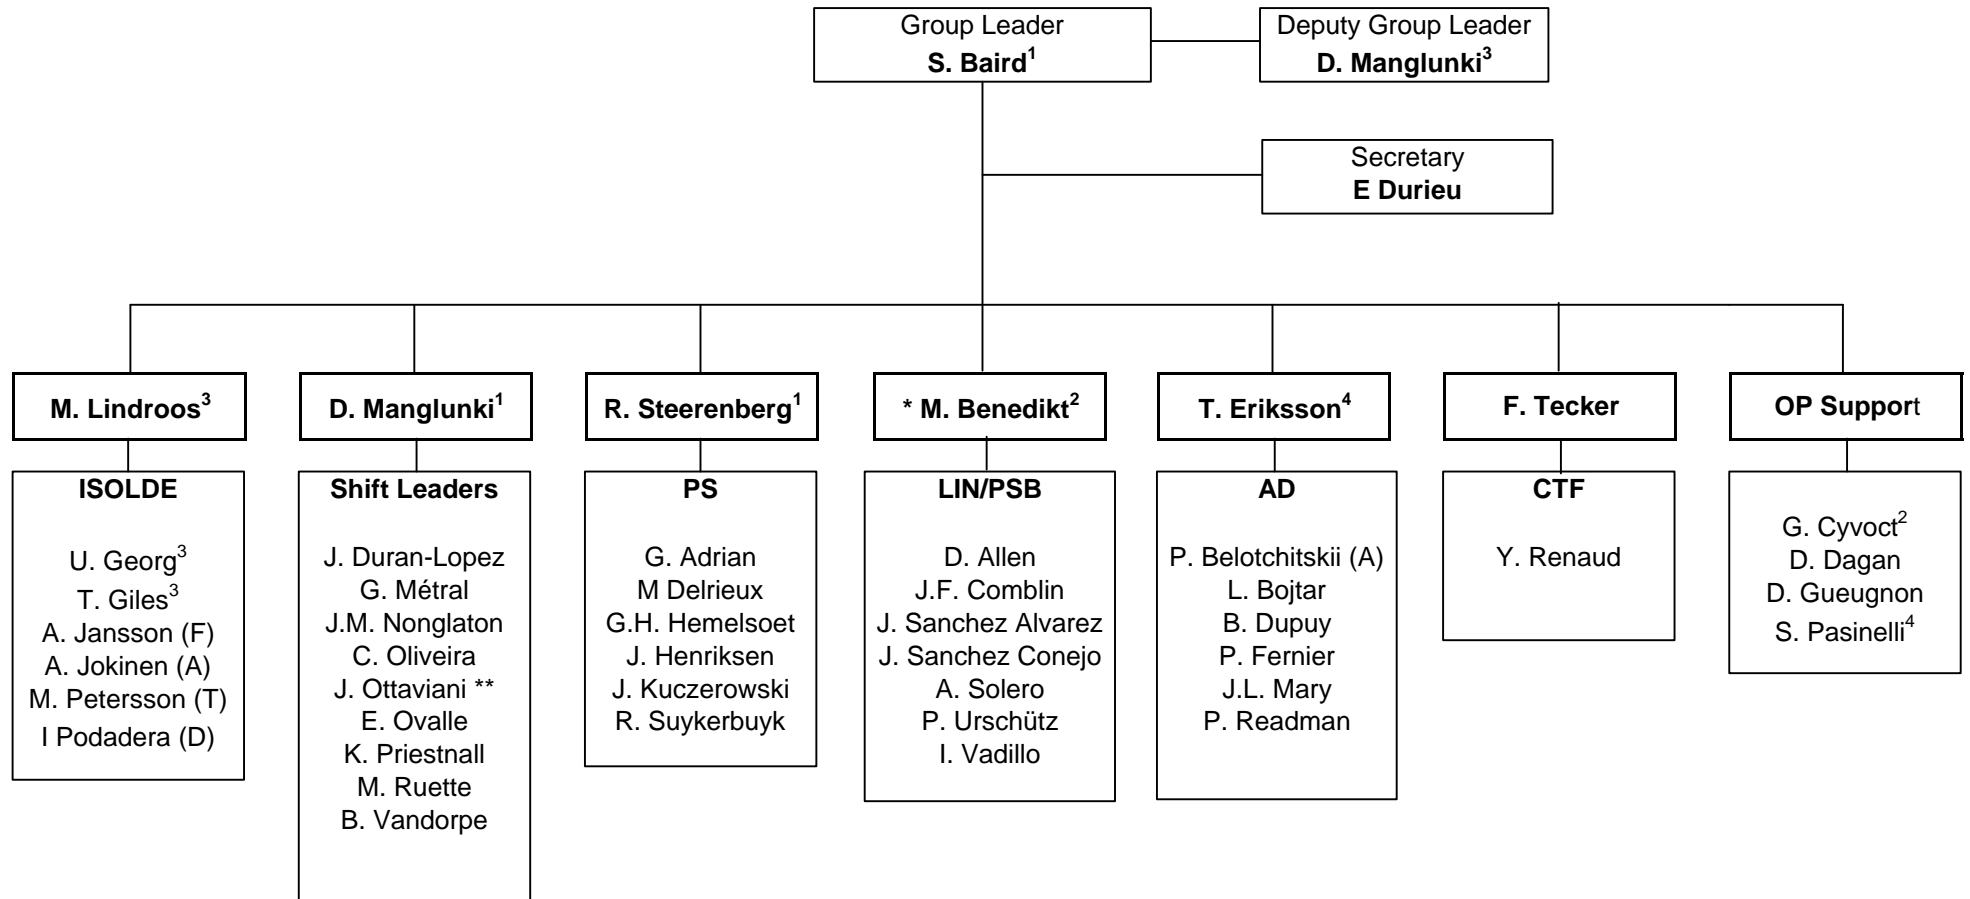 Group Leader
S. Baird¹
Deputy Group Leader
D. Manglunki³
Secretary
E Durieu
M. Lindroos³
D. Manglunki¹
R. Steerenberg¹
* M. Benedikt²
T. Eriksson⁴
F. Tecker
OP Support
ISOLDE
U. Georg³
T. Giles³
A. Jansson (F)
A. Jokinen (A)
M. Petersson (T)
I Podadera (D)
Shift Leaders
J. Duran-Lopez
G. Métral
J.M. Nonglaton
C. Oliveira
J. Ottaviani **
E. Ovalle
K. Priestnall
M. Ruette
B. Vandorpe
PS
G. Adrian
M Delrieux
G.H. Hemelsoet
J. Henriksen
J. Kuczerowski
R. Suykerbuyk
LIN/PSB
D. Allen
J.F. Comblin
J. Sanchez Alvarez
J. Sanchez Conejo
A. Solero
P. Urschütz
I. Vadillo
AD
P. Belotchitskii (A)
L. Bojtar
B. Dupuy
P. Fernier
J.L. Mary
P. Readman
CTF
Y. Renaud
G. Cyvoct²
D. Dagan
D. Gueugnon
S. Pasinelli⁴